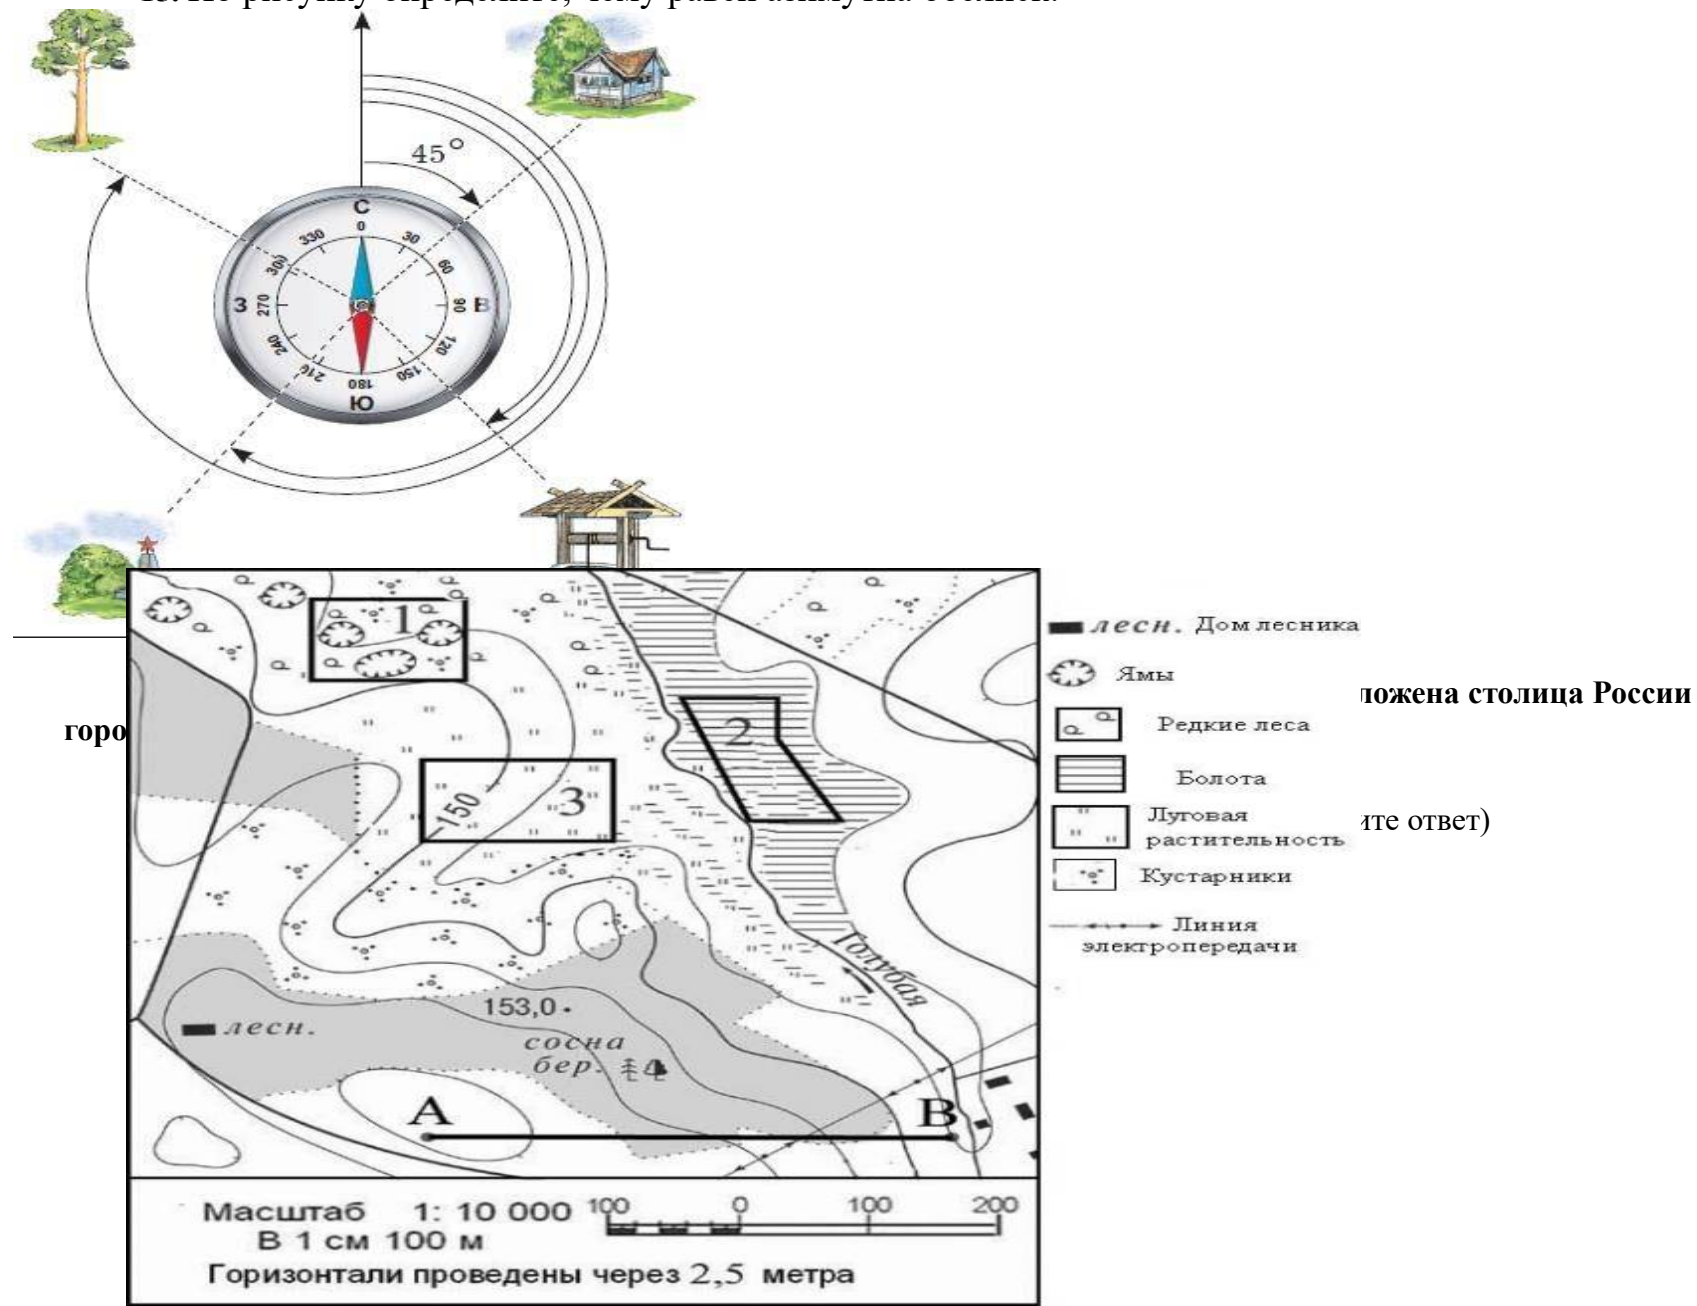 45°
С
0
30
60
90
В
120
150
180
Ю
210
240
270
З
300
330
1
2
3
150
Голубая
153,0
лесн.
сосна
бер.
А
В
лесн. Дом лесника
Ямы
ложена столица России
горо
Редкие леса
Болота
Луговая
растительность
ите ответ)
Кустарники
Линия
электропередачи
Масштаб 1: 10 000
В 1 см 100 м
100 0 100 200
Горизонтали проведены через 2,5 метра